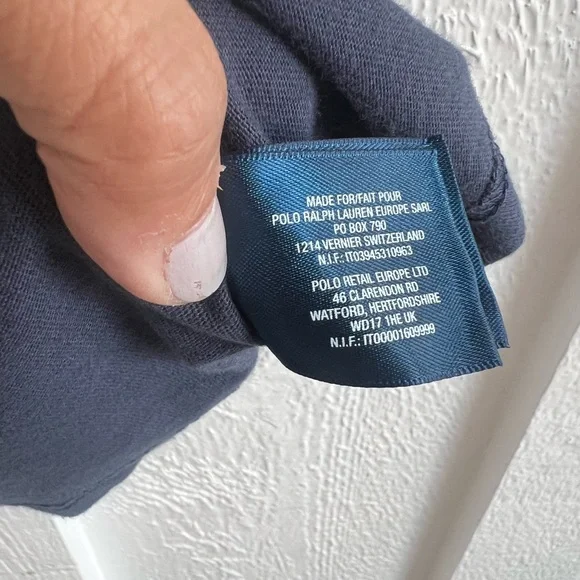 MADE FOR/FAIT POUR
POLO RALPH LAUREN EUROPE SARL
PO BOX 790
1214 VERNIER SWITZERLAND
N.I.F.: IT03945310963
POLO RETAIL EUROPE LTD
46 CLARENDON RD
WATFORD, HERTFORDSHIRE
WD17 1HE UK
N.I.F.: IT00001609999